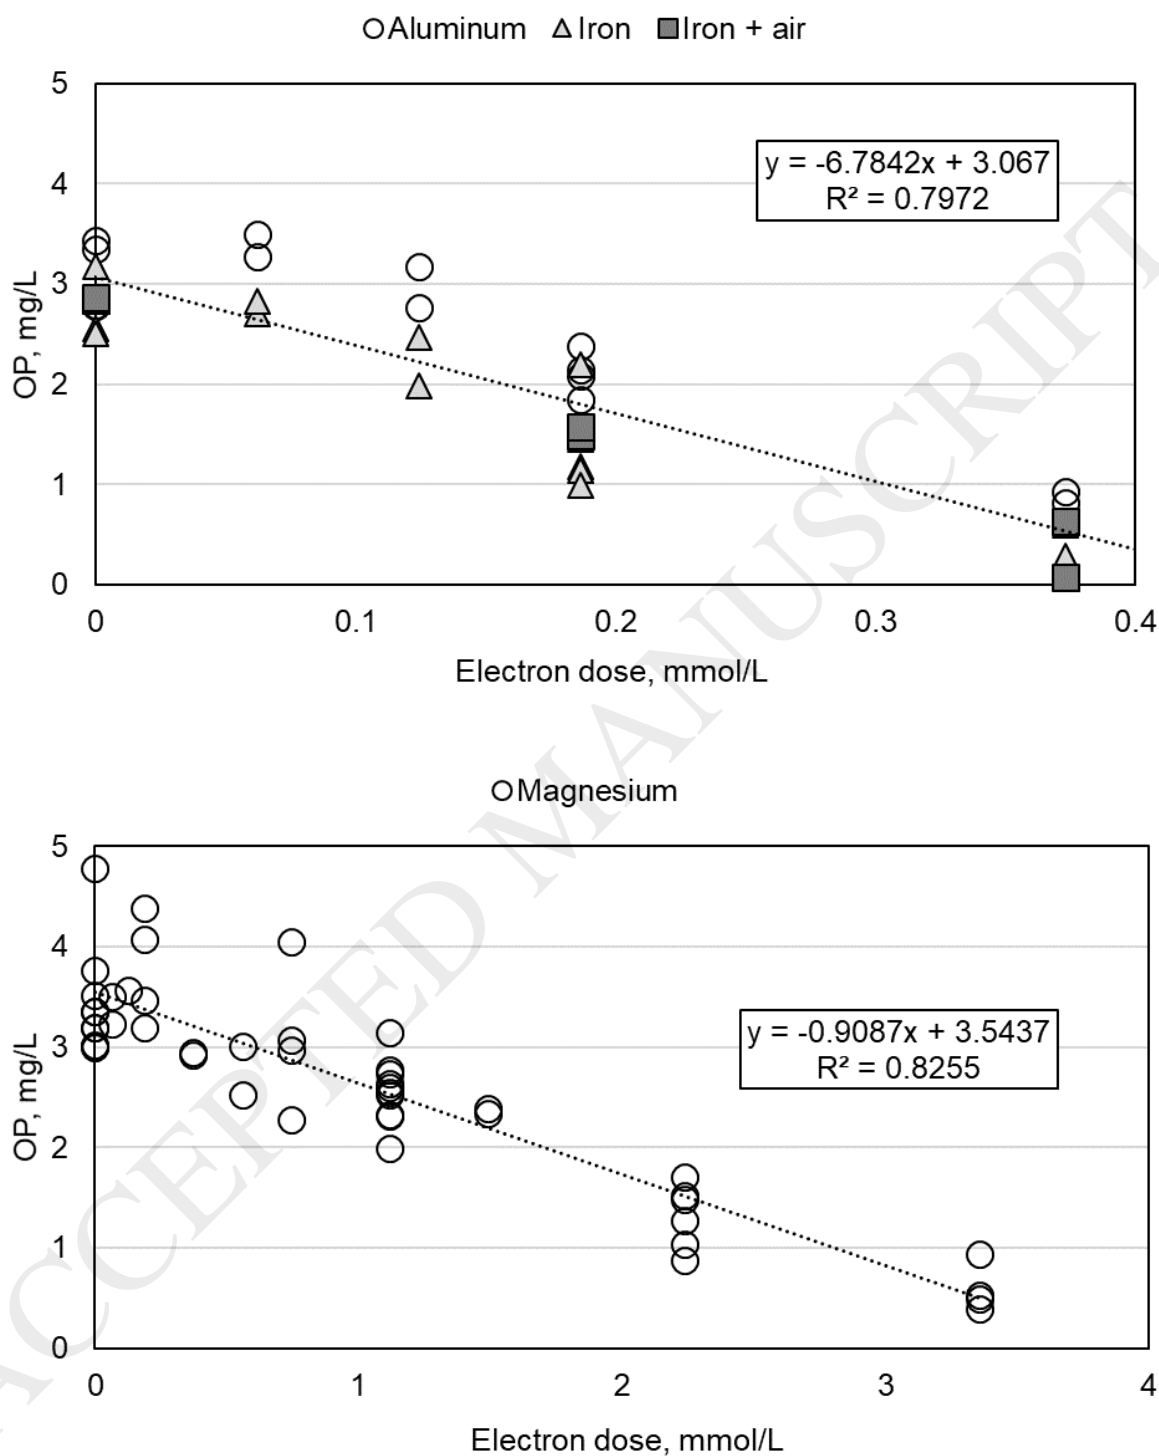 Aluminum Iron Iron + air
5
y = -6.7842x + 3.067
R² = 0.7972
4
3
2
1
0
OP, mg/L
0 0.1 0.2 0.3 0.4
Electron dose, mmol/L
Magnesium
5
4
3
y = -0.9087x + 3.5437
R² = 0.8255
2
1
0
OP, mg/L
0 1 2 3 4
Electron dose, mmol/L
ACCEPTED MANUSCRIPT